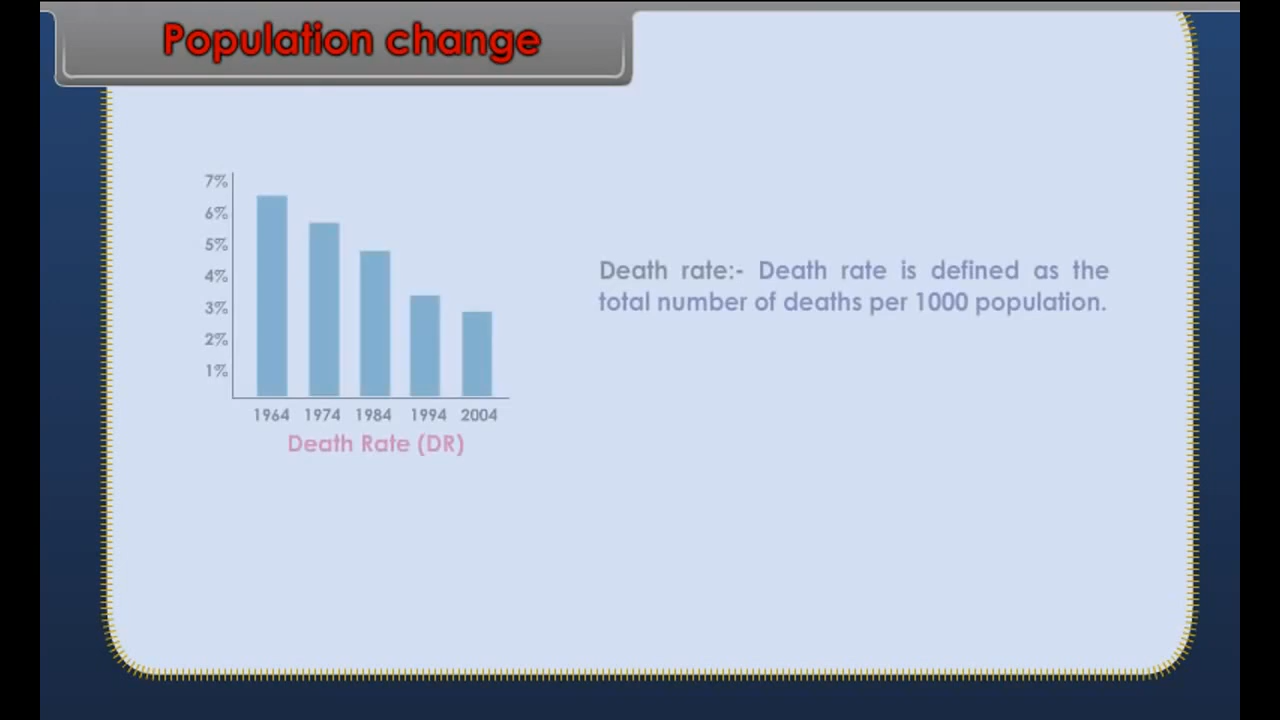 Population change
7%
6%
5%
4%
3%
2%
1%
1964 1974 1984 1994 2004
Death Rate (DR)
Death rate:- Death rate is defined as the
total number of deaths per 1000 population.